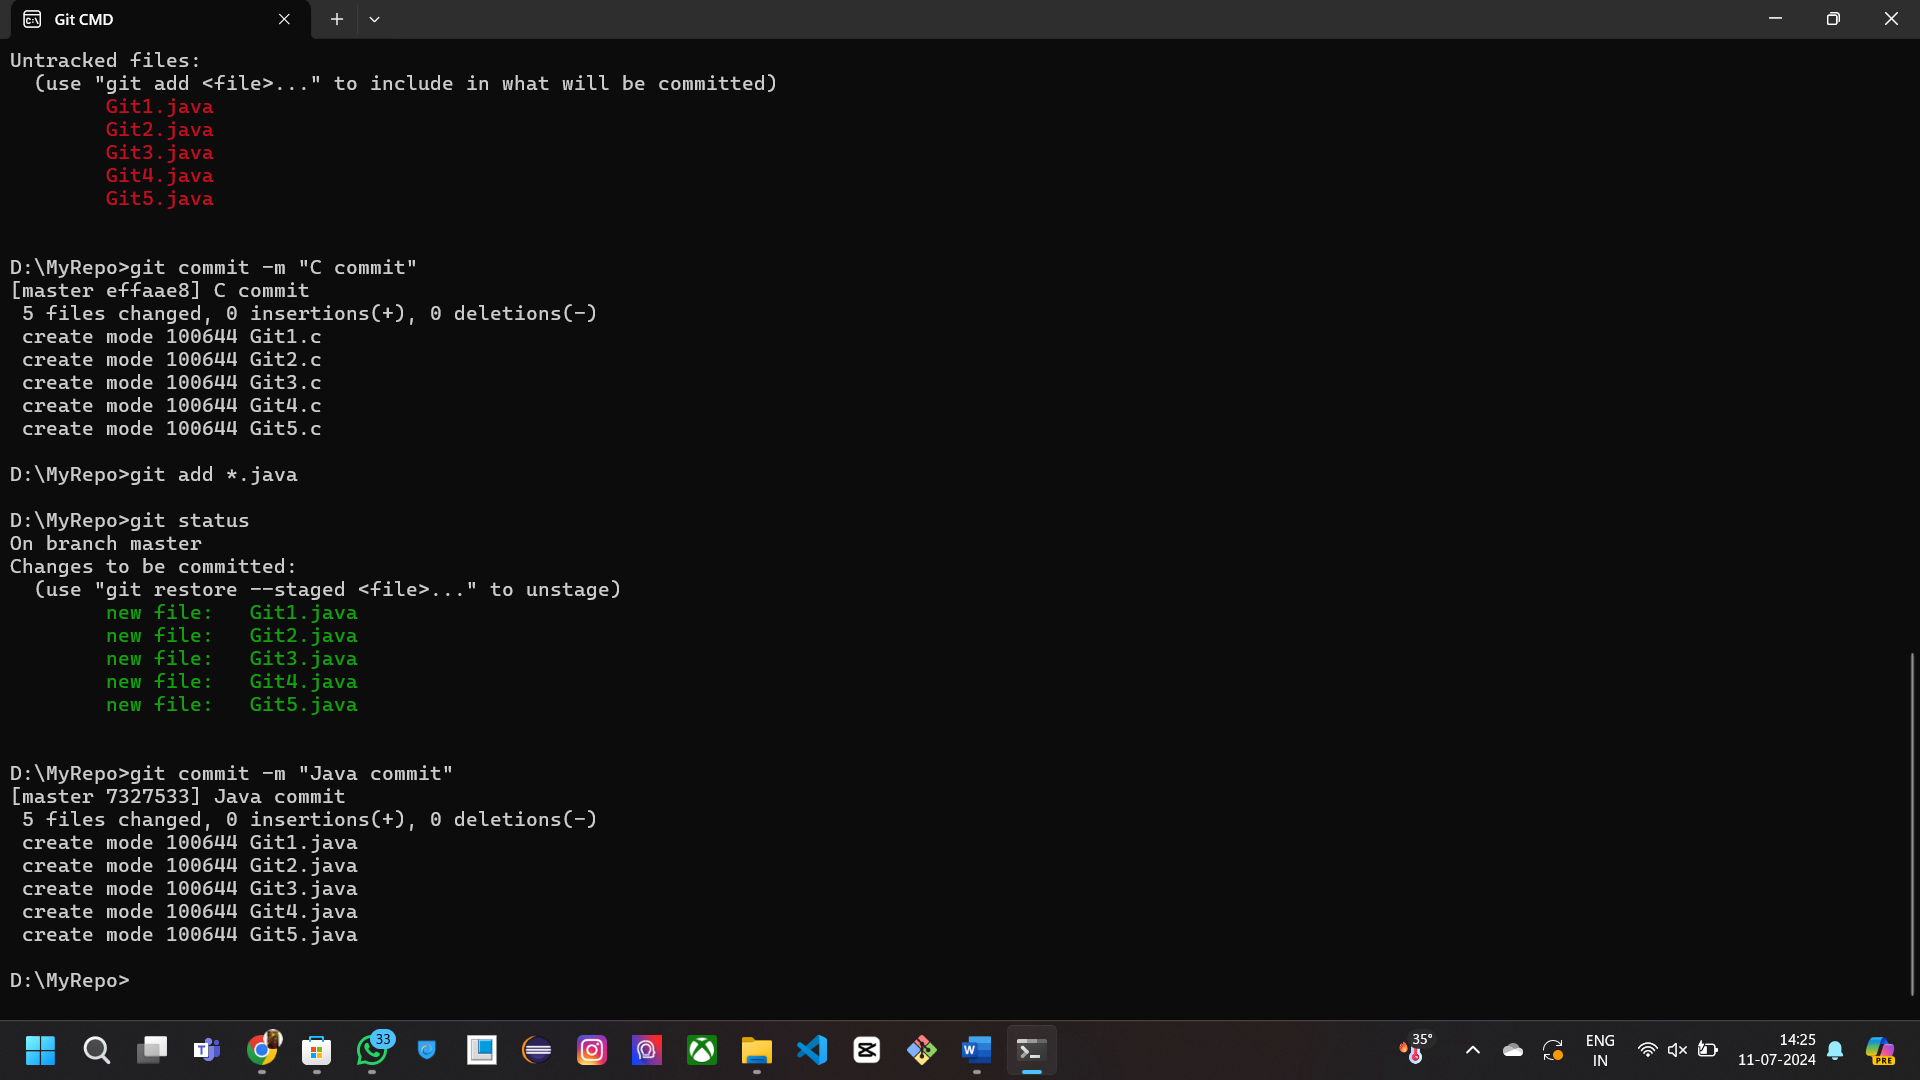 Git CMD
Untracked files:
  (use "git add <file>..." to include in what will be committed)
        Git1.java
        Git2.java
        Git3.java
        Git4.java
        Git5.java
D:\MyRepo>git commit -m "C commit"
[master effaae8] C commit
 5 files changed, 0 insertions(+), 0 deletions(-)
 create mode 100644 Git1.c
 create mode 100644 Git2.c
 create mode 100644 Git3.c
 create mode 100644 Git4.c
 create mode 100644 Git5.c
D:\MyRepo>git add *.java
D:\MyRepo>git status
On branch master
Changes to be committed:
  (use "git restore --staged <file>..." to unstage)
        new file:   Git1.java
        new file:   Git2.java
        new file:   Git3.java
        new file:   Git4.java
        new file:   Git5.java
D:\MyRepo>git commit -m "Java commit"
[master 7327533] Java commit
 5 files changed, 0 insertions(+), 0 deletions(-)
 create mode 100644 Git1.java
 create mode 100644 Git2.java
 create mode 100644 Git3.java
 create mode 100644 Git4.java
 create mode 100644 Git5.java
D:\MyRepo>
33
35°
ENG
IN
14:25
11-07-2024
PRE